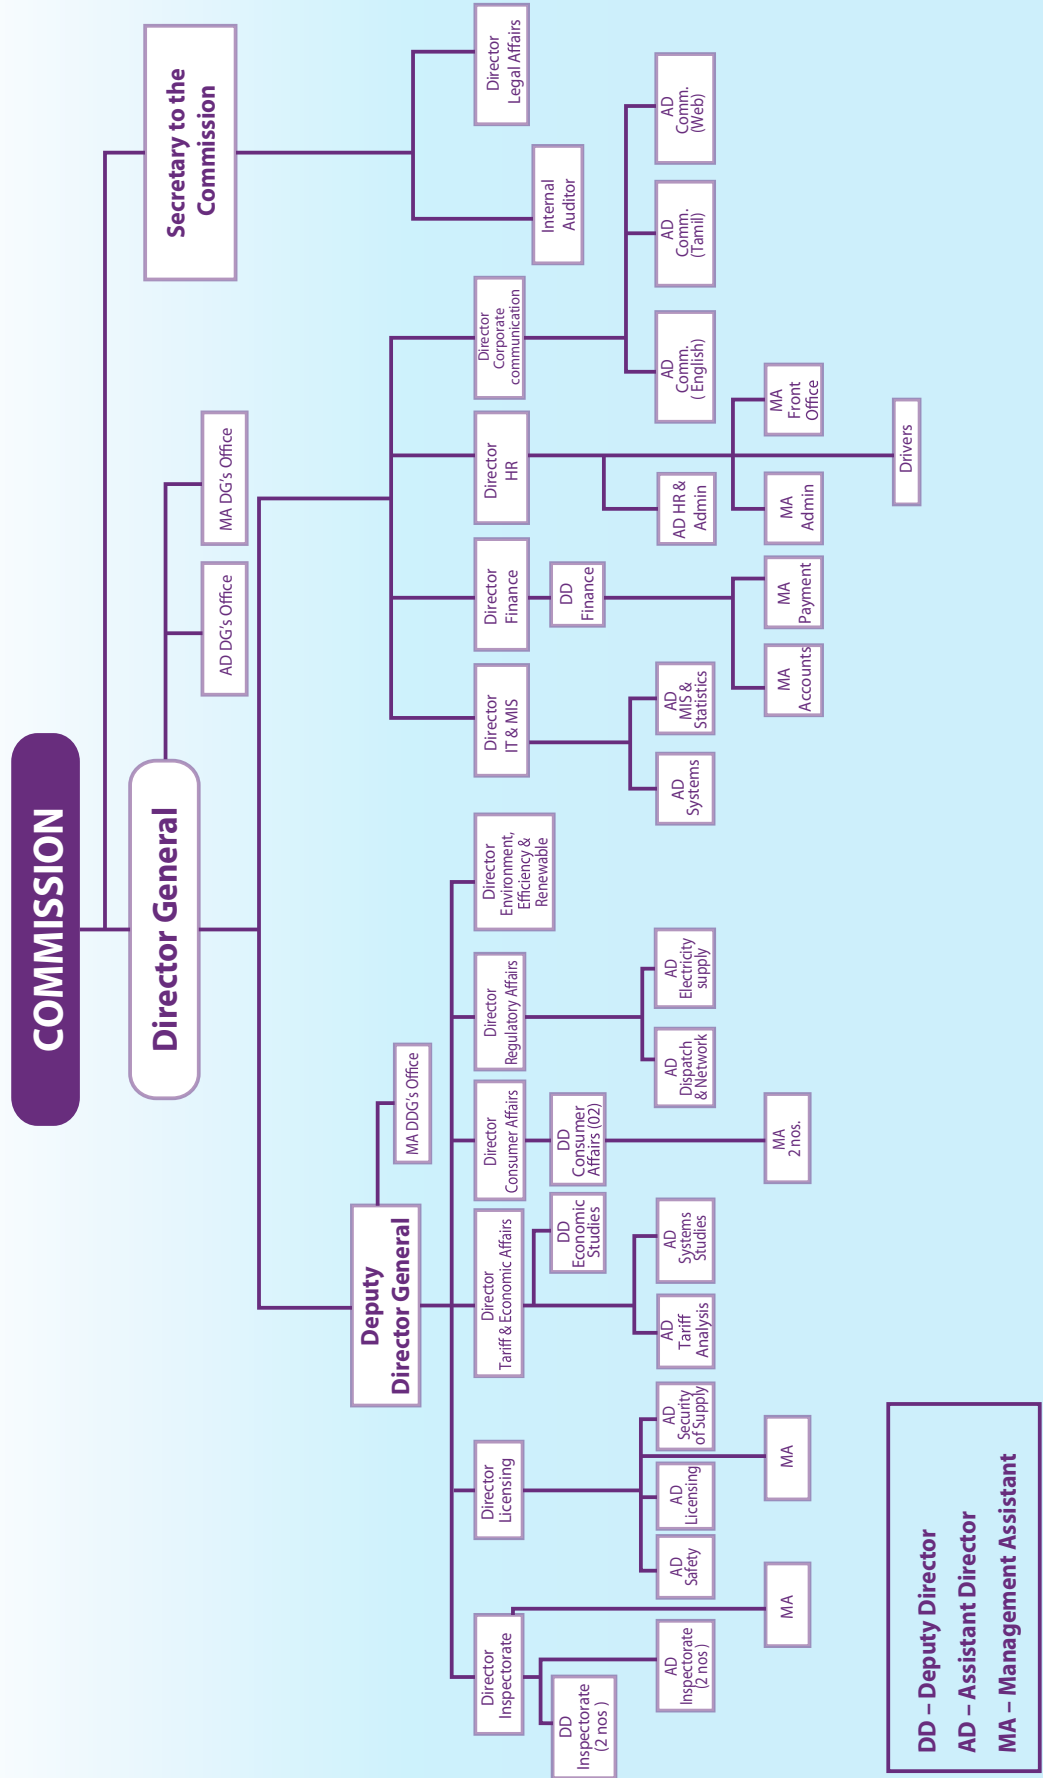 COMMISSION
Director General
Secretary to the
Commission
AD DG's Office
MA DG's Office
Deputy
Director General
MA DDG's Office
Director
Inspectorate
Director
Licensing
Director
Tariff & Economic Affairs
Director
Consumer Affairs
Director
Regulatory Affairs
Director
Environment,
Efficiency &
Renewable
Director
IT & MIS
Director
Finance
Director
HR
Director
Corporate
communication
Internal
Auditor
Director
Legal Affairs
DD
Inspectorate
(2 nos )
DD
Economic
Studies
DD
Consumer
Affairs (02)
DD
Finance
AD
Inspectorate
(2 nos )
AD
Safety
AD
Licensing
AD
Security
of Supply
AD
Tariff
Analysis
AD
Systems
Studies
AD
Dispatch
& Network
AD
Electricity
supply
AD
Systems
AD
MIS &
Statistics
AD HR &
Admin
AD
Comm.
( English)
AD
Comm.
(Tamil)
AD
Comm.
(Web)
MA
MA
MA
2 nos.
MA
Accounts
MA
Payment
MA
Admin
MA
Front
Office
Drivers
DD – Deputy Director
AD – Assistant Director
MA – Management Assistant